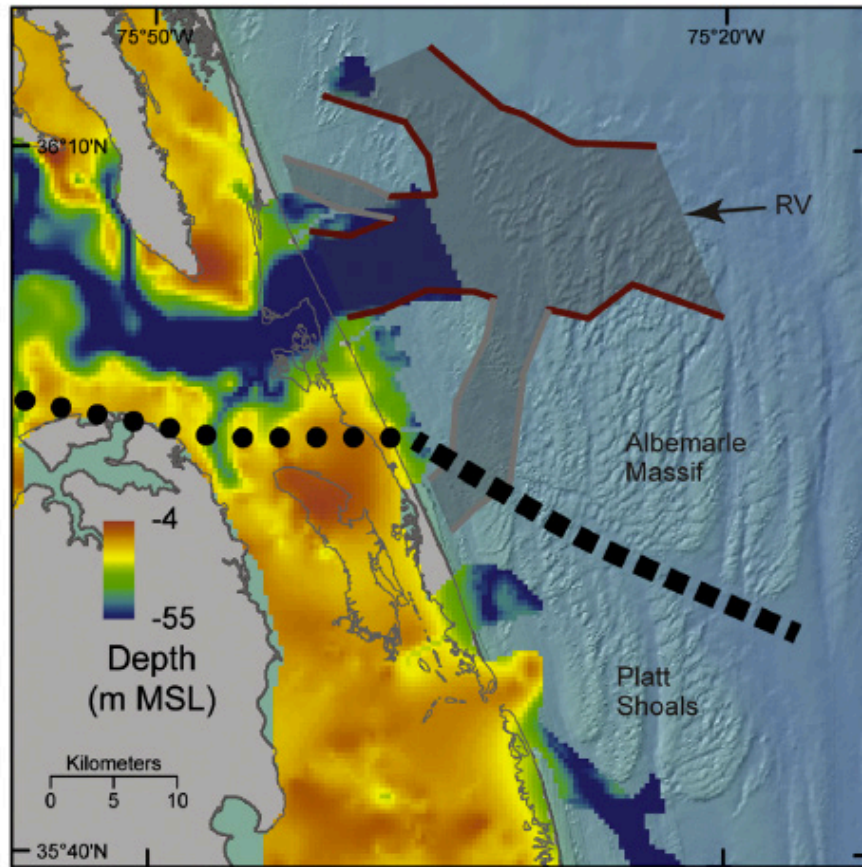 75°50'W
75°20'W
36°10'N
RV
Albemarle
Massif
-4
-55
Depth
(m MSL)
Platt
Shoals
Kilometers
0 5 10
35°40'N